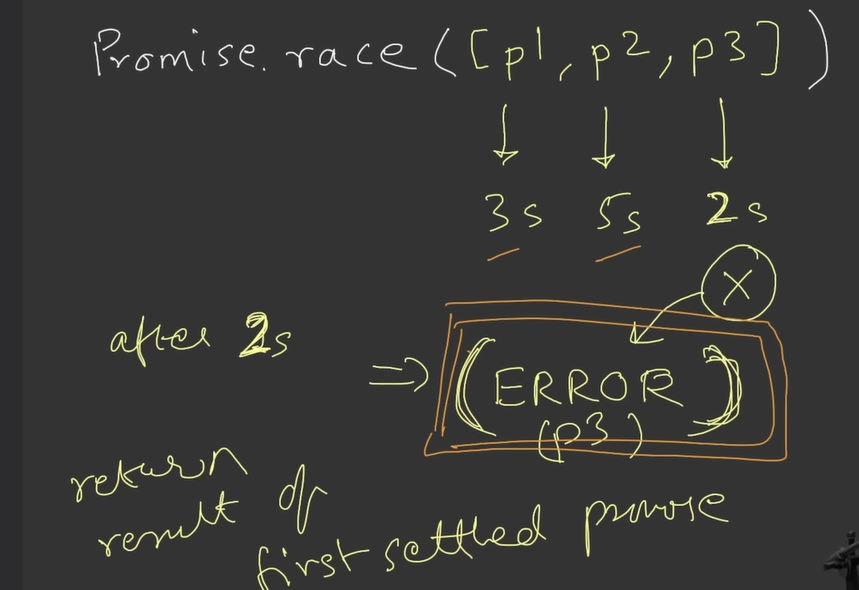 Promise.race([p1, p2, p3])
3s 5s 2s
X
after 2s
=> (ERROR)
(p3)
return
result of
first settled promise